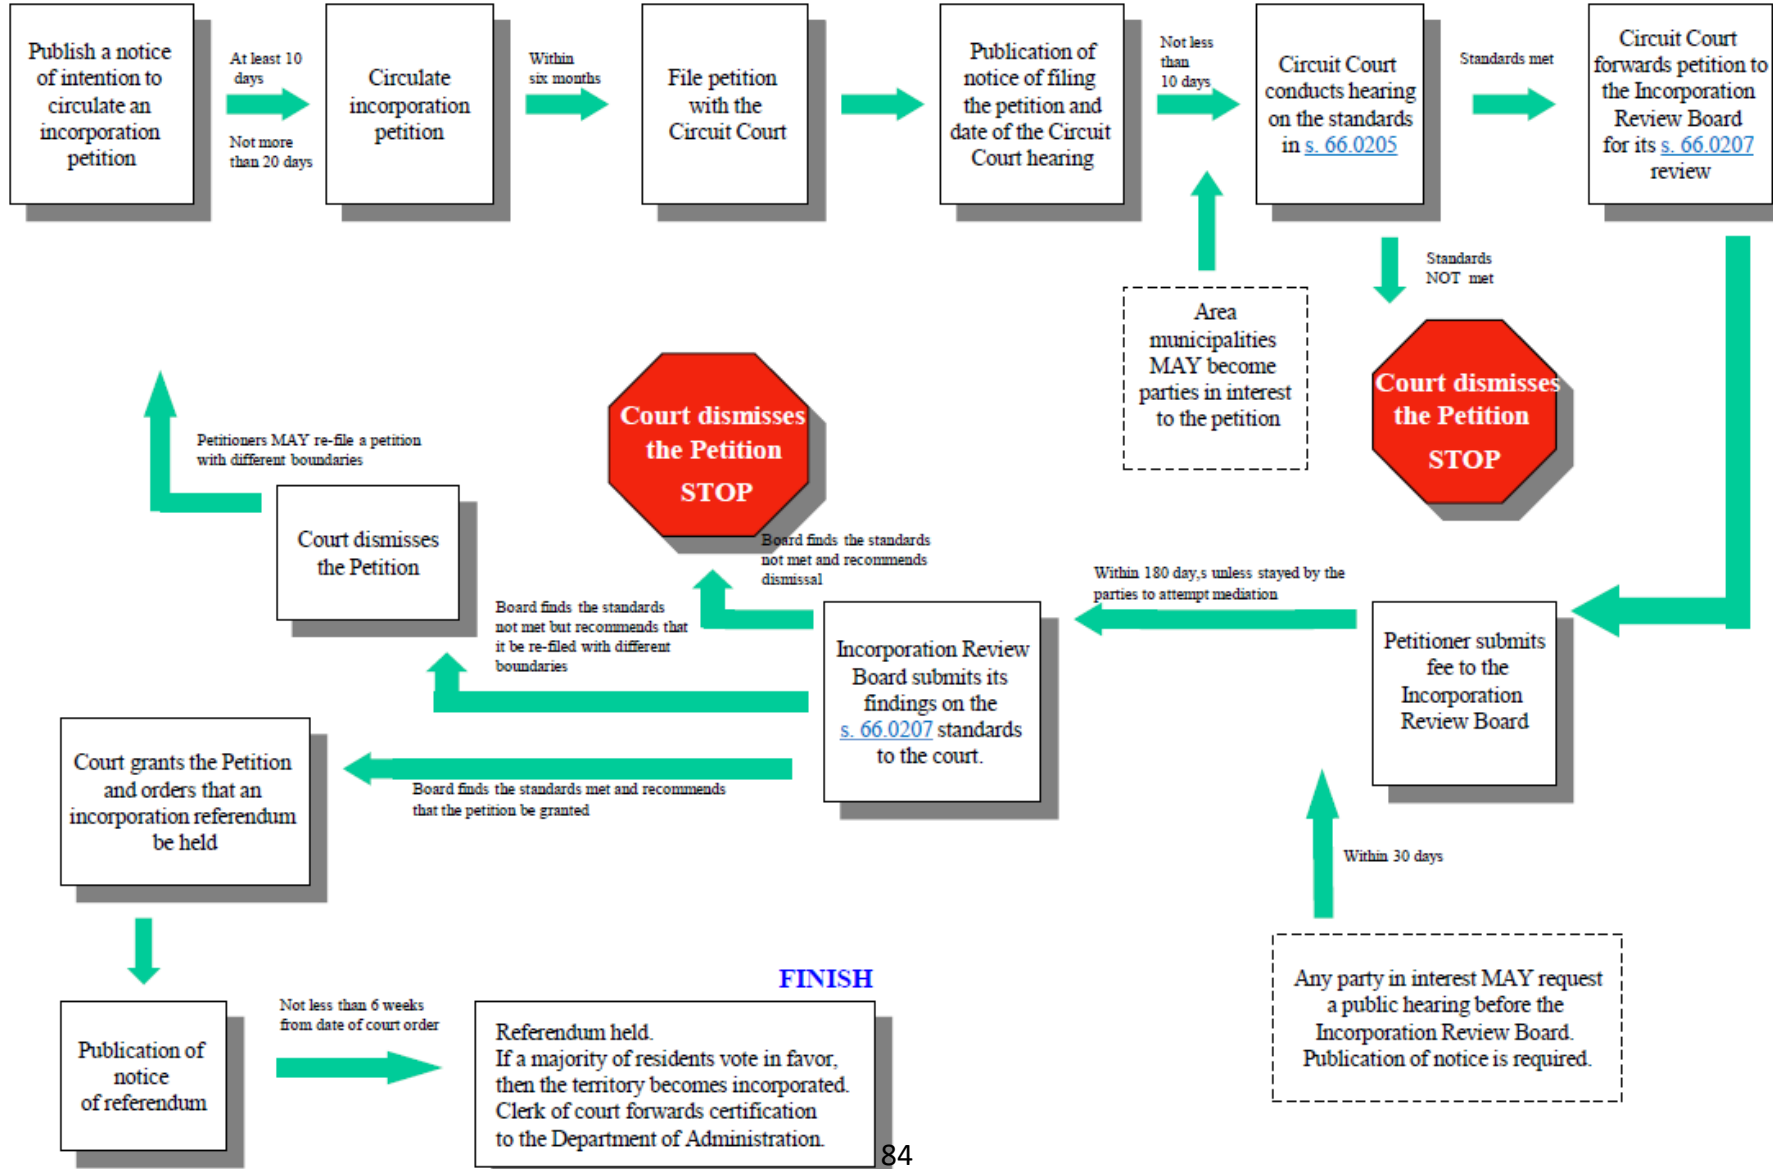 Publish a notice
of intention to
circulate an
incorporation
petition
At least 10
days
Not more
than 20 days
Circulate
incorporation
petition
Within
six months
File petition
with the
Circuit Court
Publication of
notice of filing
the petition and
date of the Circuit
Court hearing
Not less
than
10 days
Circuit Court
conducts hearing
on the standards
in s. 66.0205
Standards met
Circuit Court
forwards petition to
the Incorporation
Review Board
for its s. 66.0207
review
Standards
NOT met
Area
municipalities
MAY become
parties in interest
to the petition
Court dismisses
the Petition
STOP
Court dismisses
the Petition
STOP
Petitioners MAY re-file a petition
with different boundaries
Court dismisses
the Petition
Board finds the standards
not met and recommends
dismissal
Board finds the standards
not met but recommends that
it be re-filed with different
boundaries
Within 180 day,s unless stayed by the
parties to attempt mediation
Incorporation Review
Board submits its
findings on the
s. 66.0207 standards
to the court.
Petitioner submits
fee to the
Incorporation
Review Board
Court grants the Petition
and orders that an
incorporation referendum
be held
Board finds the standards met and recommends
that the petition be granted
Within 30 days
Any party in interest MAY request
a public hearing before the
Incorporation Review Board.
Publication of notice is required.
Publication of
notice
of referendum
Not less than 6 weeks
from date of court order
FINISH
Referendum held.
If a majority of residents vote in favor,
then the territory becomes incorporated.
Clerk of court forwards certification
to the Department of Administration.
84